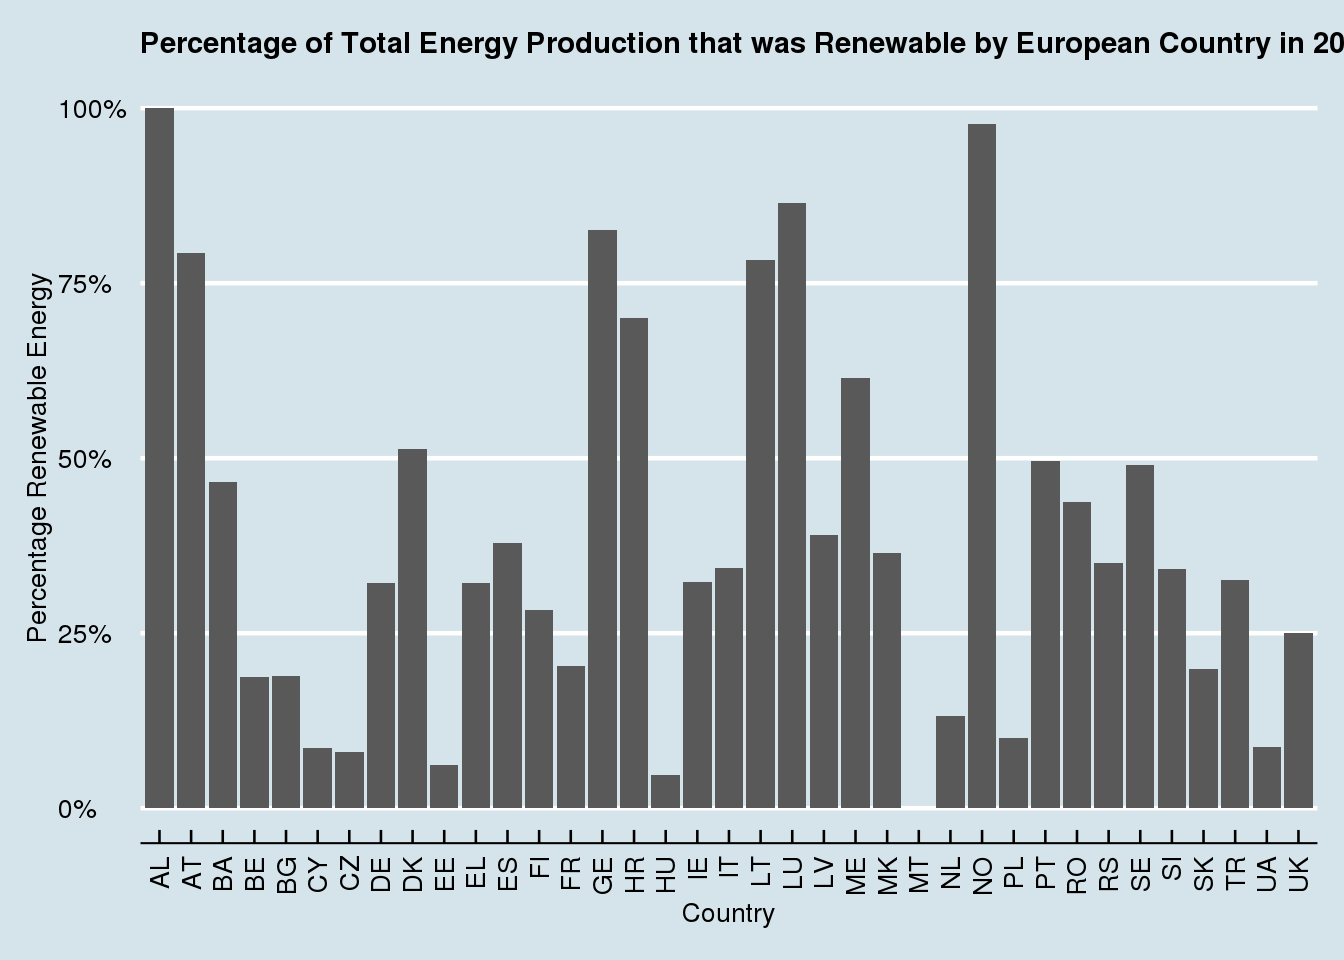 Percentage of Total Energy Production that was Renewable by European Country in 20
Percentage Renewable Energy
100%
75%
50%
25%
0%
AL AT BA BE BG CY CZ DE DK EE EL ES FI FR GE HR HU IE IT LT LU LV ME MK MT NL NO PL PT RO RS SE SI SK TR UA UK
Country